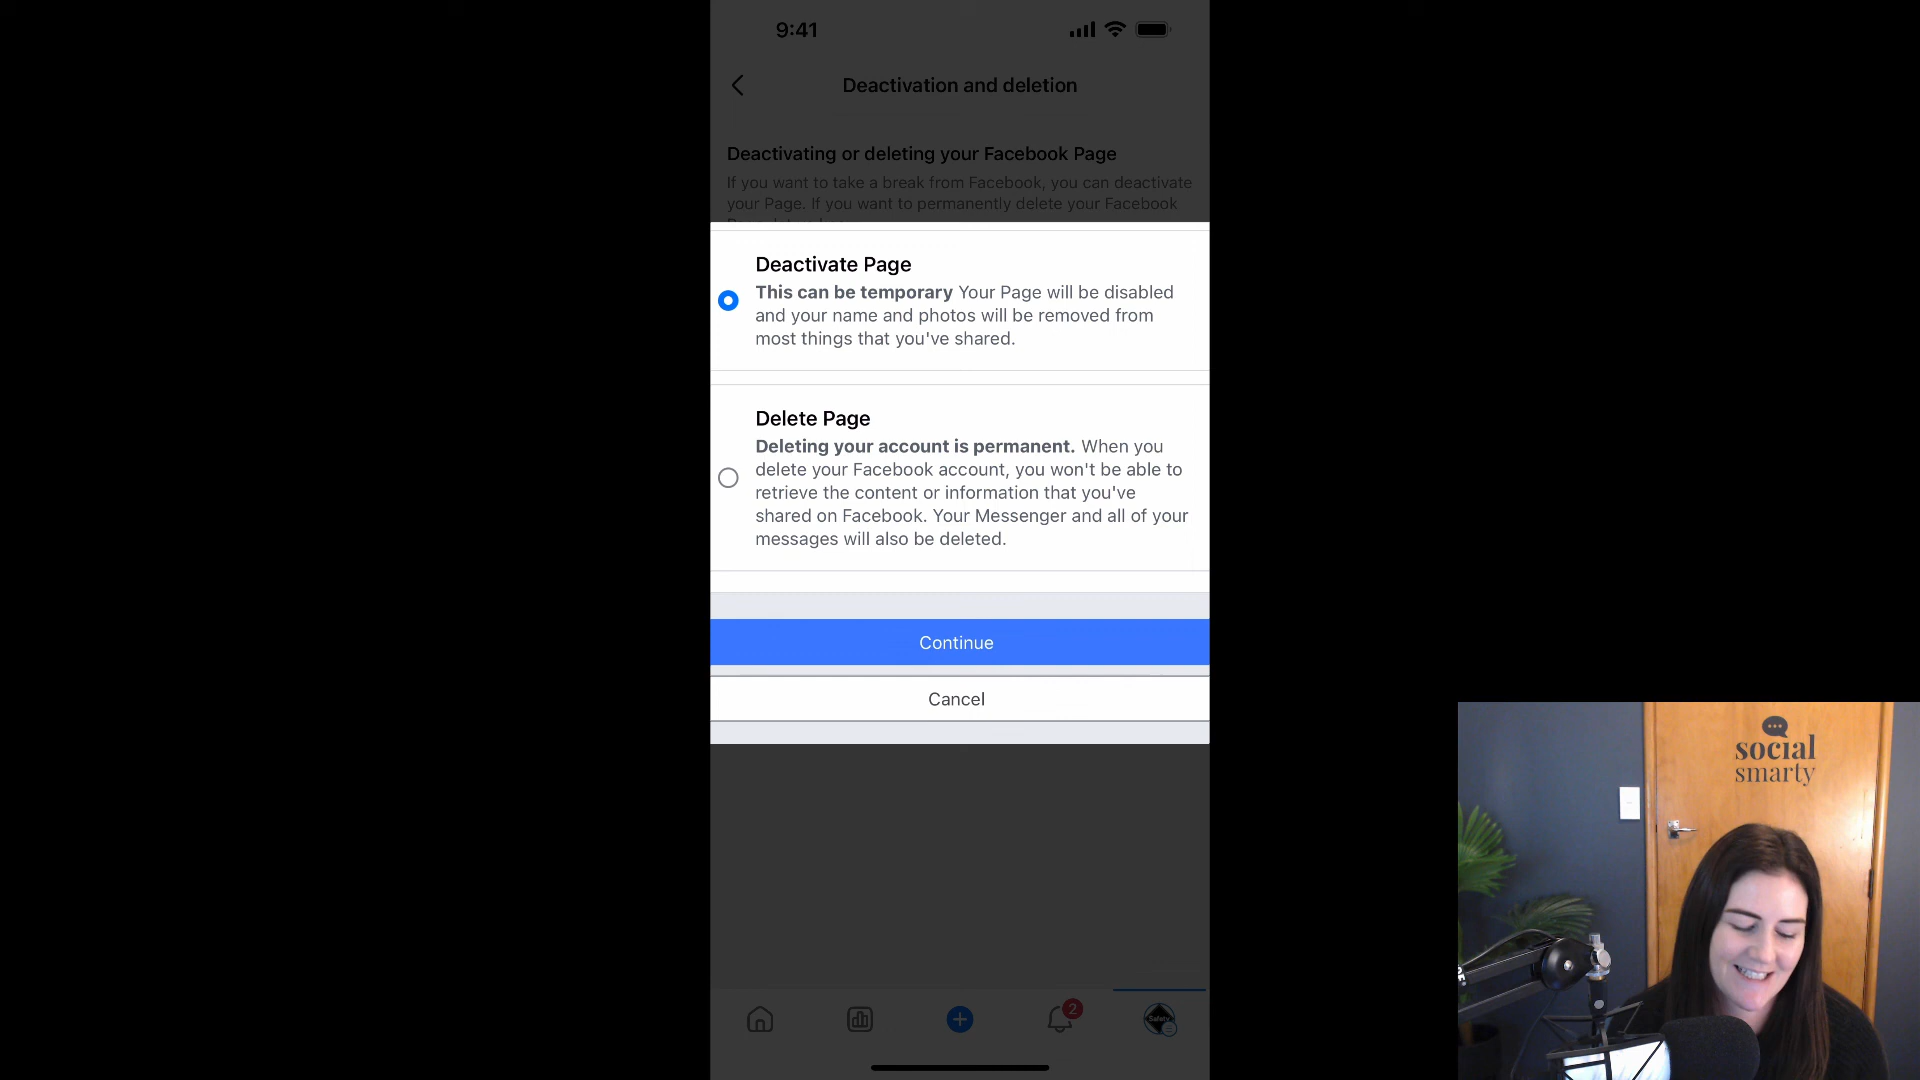 9:41
Deactivation and deletion
Deactivating or deleting your Facebook Page
If you want to take a break from Facebook, you can deactivate
your Page. If you want to permanently delete your Facebook
Deactivate Page
This can be temporary Your Page will be disabled
and your name and photos will be removed from
most things that you've shared.
Delete Page
Deleting your account is permanent. When you
delete your Facebook account, you won't be able to
retrieve the content or information that you've
shared on Facebook. Your Messenger and all of your
messages will also be deleted.
Continue
Cancel
social
smarty
2
Safety